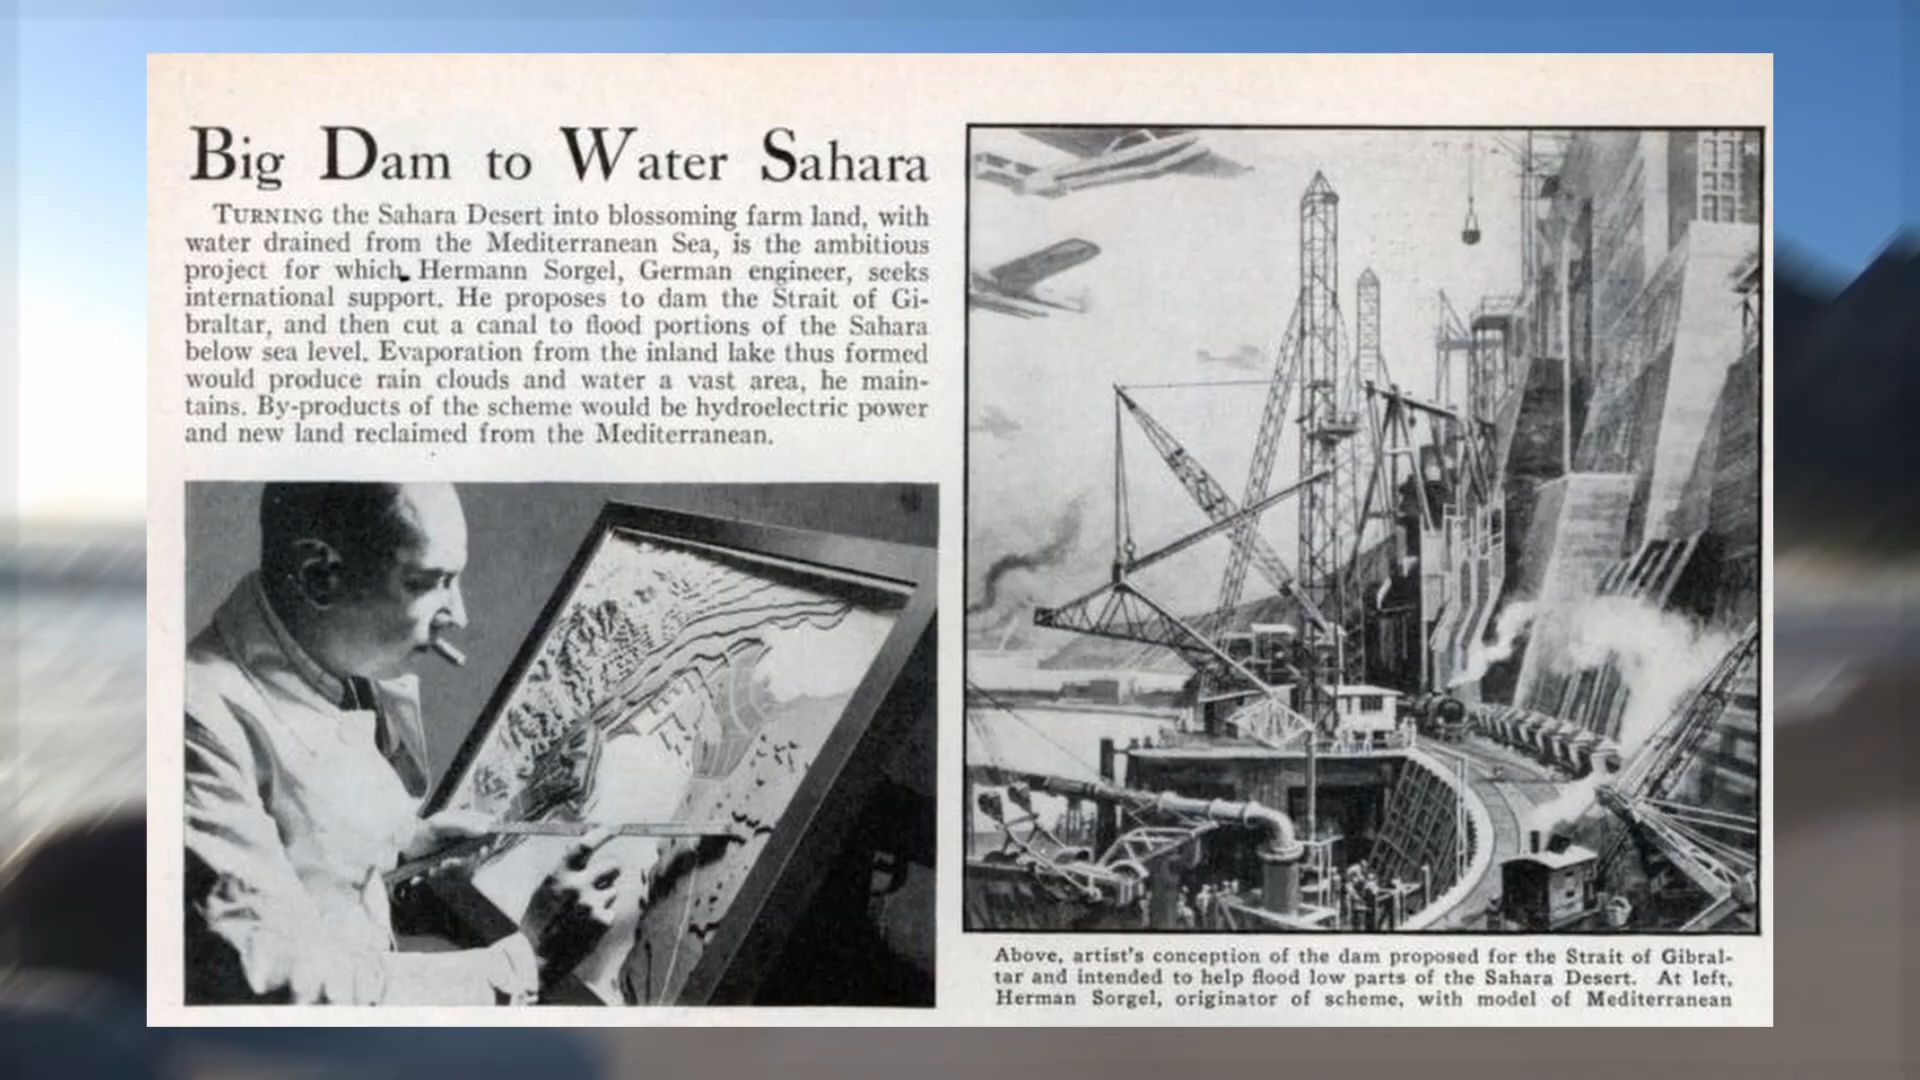 Big Dam to Water Sahara
TURNING the Sahara Desert into blossoming farm land, with
water drained from the Mediterranean Sea, is the ambitious
project for which Hermann Sorgel, German engineer, seeks
international support. He proposes to dam the Strait of Gi-
braltar, and then cut a canal to flood portions of the Sahara
below sea level. Evaporation from the inland lake thus formed
would produce rain clouds and water a vast area, he main-
tains. By-products of the scheme would be hydroelectric power
and new land reclaimed from the Mediterranean.
Above, artist's conception of the dam proposed for the Strait of Gibral-
tar and intended to help flood low parts of the Sahara Desert. At left,
Herman Sorgel, originator of scheme, with model of Mediterranean